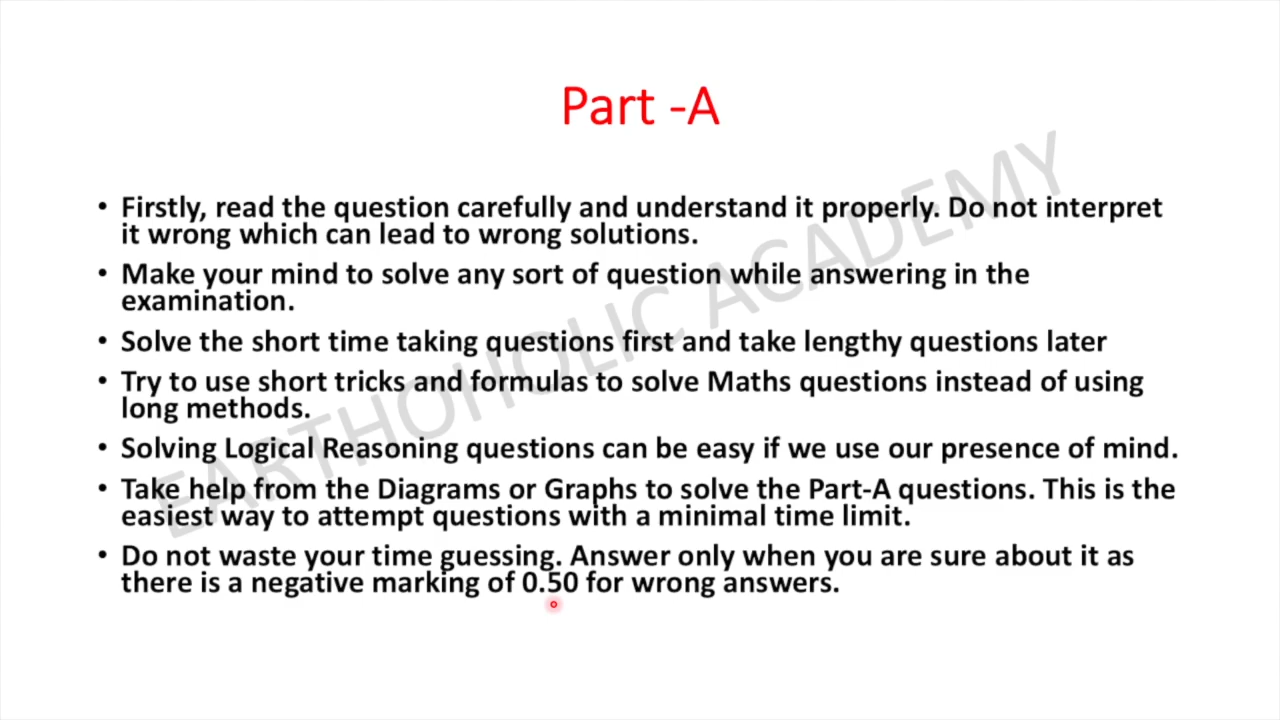 Part -A
• Firstly, read the question carefully and understand it properly. Do not interpret
it wrong which can lead to wrong solutions.
• Make your mind to solve any sort of question while answering in the
examination.
• Solve the short time taking questions first and take lengthy questions later
• Try to use short tricks and formulas to solve Maths questions instead of using
long methods.
• Solving Logical Reasoning questions can be easy if we use our presence of mind.
• Take help from the Diagrams or Graphs to solve the Part-A questions. This is the
easiest way to attempt questions with a minimal time limit.
• Do not waste your time guessing. Answer only when you are sure about it as
there is a negative marking of 0.50 for wrong answers.
EARTHOHOLIC ACADEMY